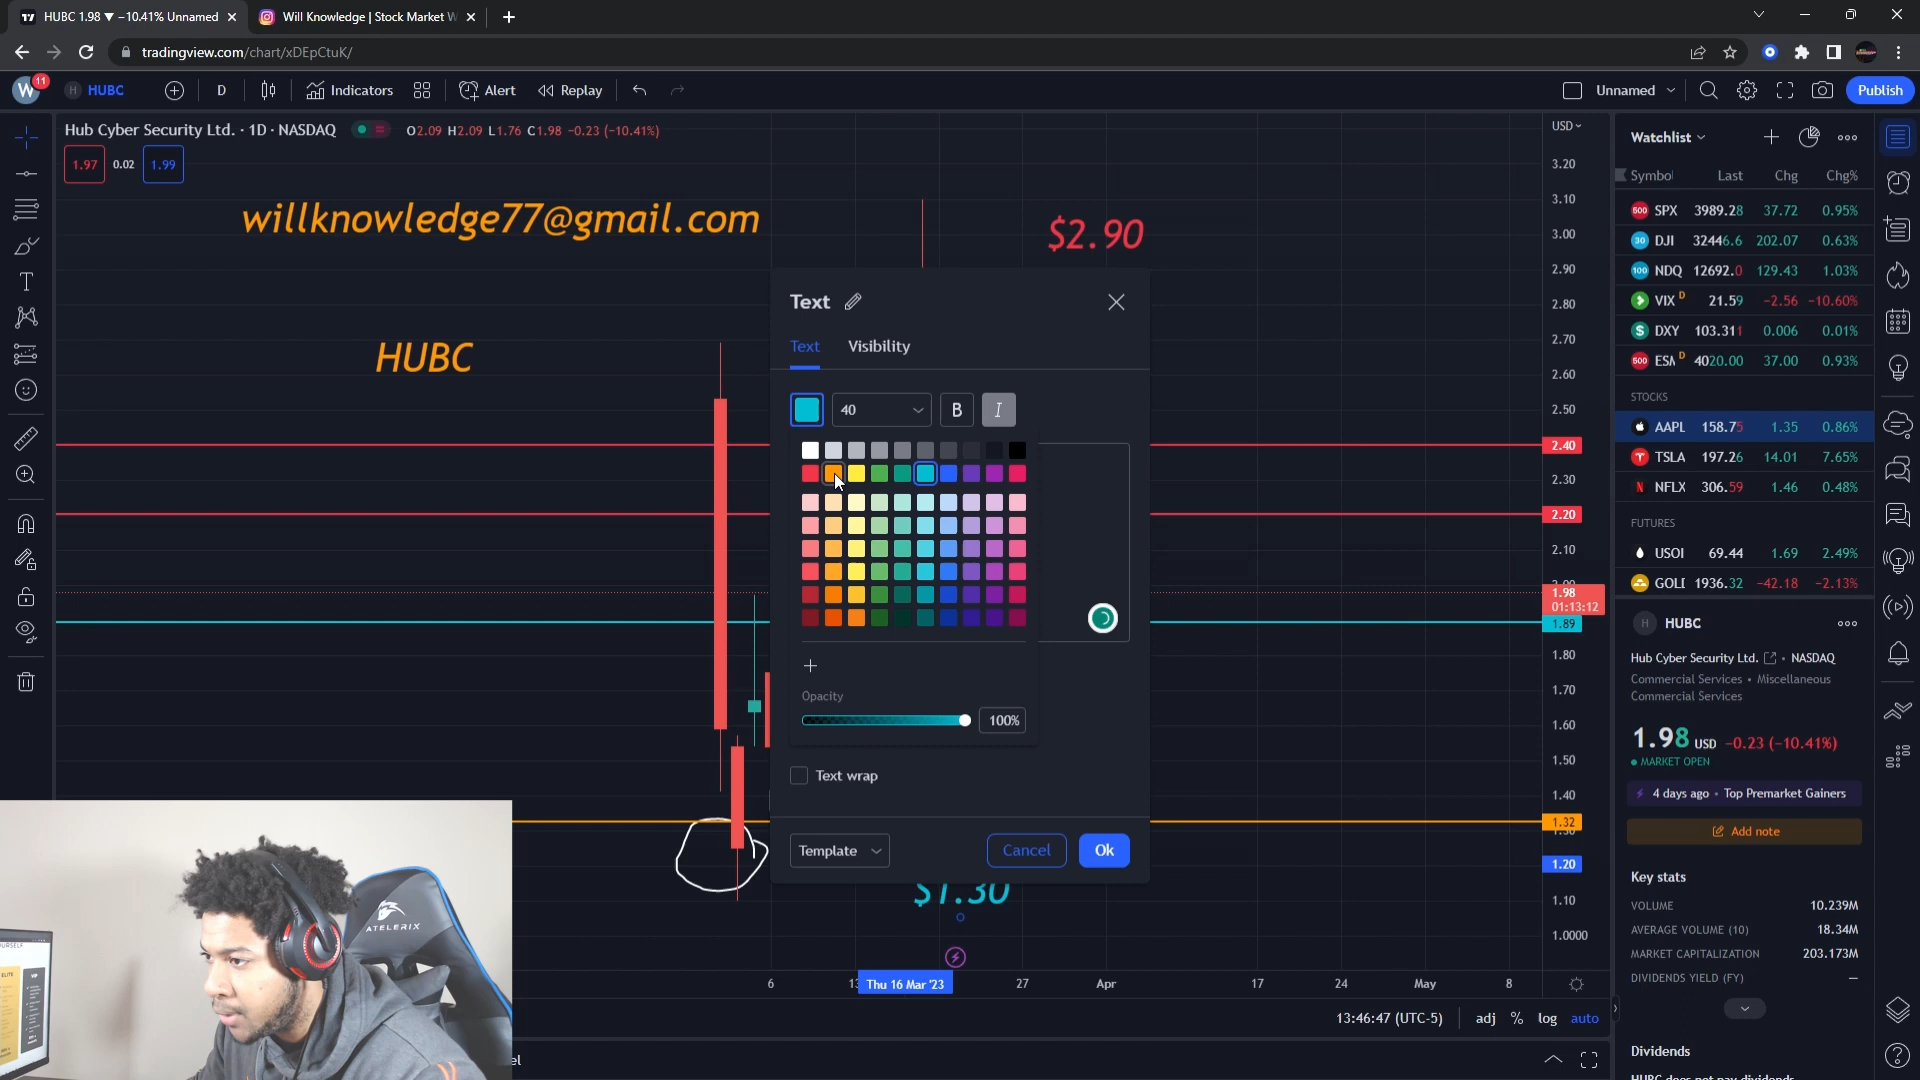 HUBC 1.98 ▼ −10.41% Unnamed
Will Knowledge | Stock Market W
tradingview.com/chart/xDEpCtuK/
W 11
H HUBC
D
Indicators
Alert
Replay
Unnamed
Publish
Hub Cyber Security Ltd. · 1D · NASDAQ
O2.09 H2.09 L1.76 C1.98 −0.23 (−10.41%)
1.97 0.02 1.99
willknowledge77@gmail.com
$2.90
HUBC
Text
Text Visibility
40 B I
Opacity
100%
Text wrap
Template
Cancel
Ok
$1.30
USD
3.20
3.10
3.00
2.90
2.80
2.70
2.60
2.50
2.40
2.30
2.20
2.10
1.98
01:13:12
1.89
1.80
1.70
1.60
1.50
1.40
1.32
1.20
1.10
1.0000
6
Thu 16 Mar '23
27
Apr
17
24
May
8
13:46:47 (UTC-5)
adj % log auto
Watchlist
Symbol Last Chg Chg%
500 SPX 3989.28 37.72 0.95%
30 DJI 32446.6 202.07 0.63%
100 NDQ 12692.0 129.43 1.03%
VIX D 21.59 −2.56 −10.60%
$ DXY 103.311 0.006 0.01%
500 ESM D 4020.00 37.00 0.93%
STOCKS
AAPL 158.75 1.35 0.86%
TSLA 197.26 14.01 7.65%
N NFLX 306.59 1.46 0.48%
FUTURES
USOI 69.44 1.69 2.49%
GOLD 1936.32 −42.18 −2.13%
H HUBC
Hub Cyber Security Ltd. · NASDAQ
Commercial Services • Miscellaneous
Commercial Services
1.98 USD −0.23 (−10.41%)
MARKET OPEN
4 days ago • Top Premarket Gainers
Add note
Key stats
VOLUME 10.239M
AVERAGE VOLUME (10) 18.34M
MARKET CAPITALIZATION 203.173M
DIVIDENDS YIELD (FY) —
Dividends
ATELERIX
ELITE
VIP